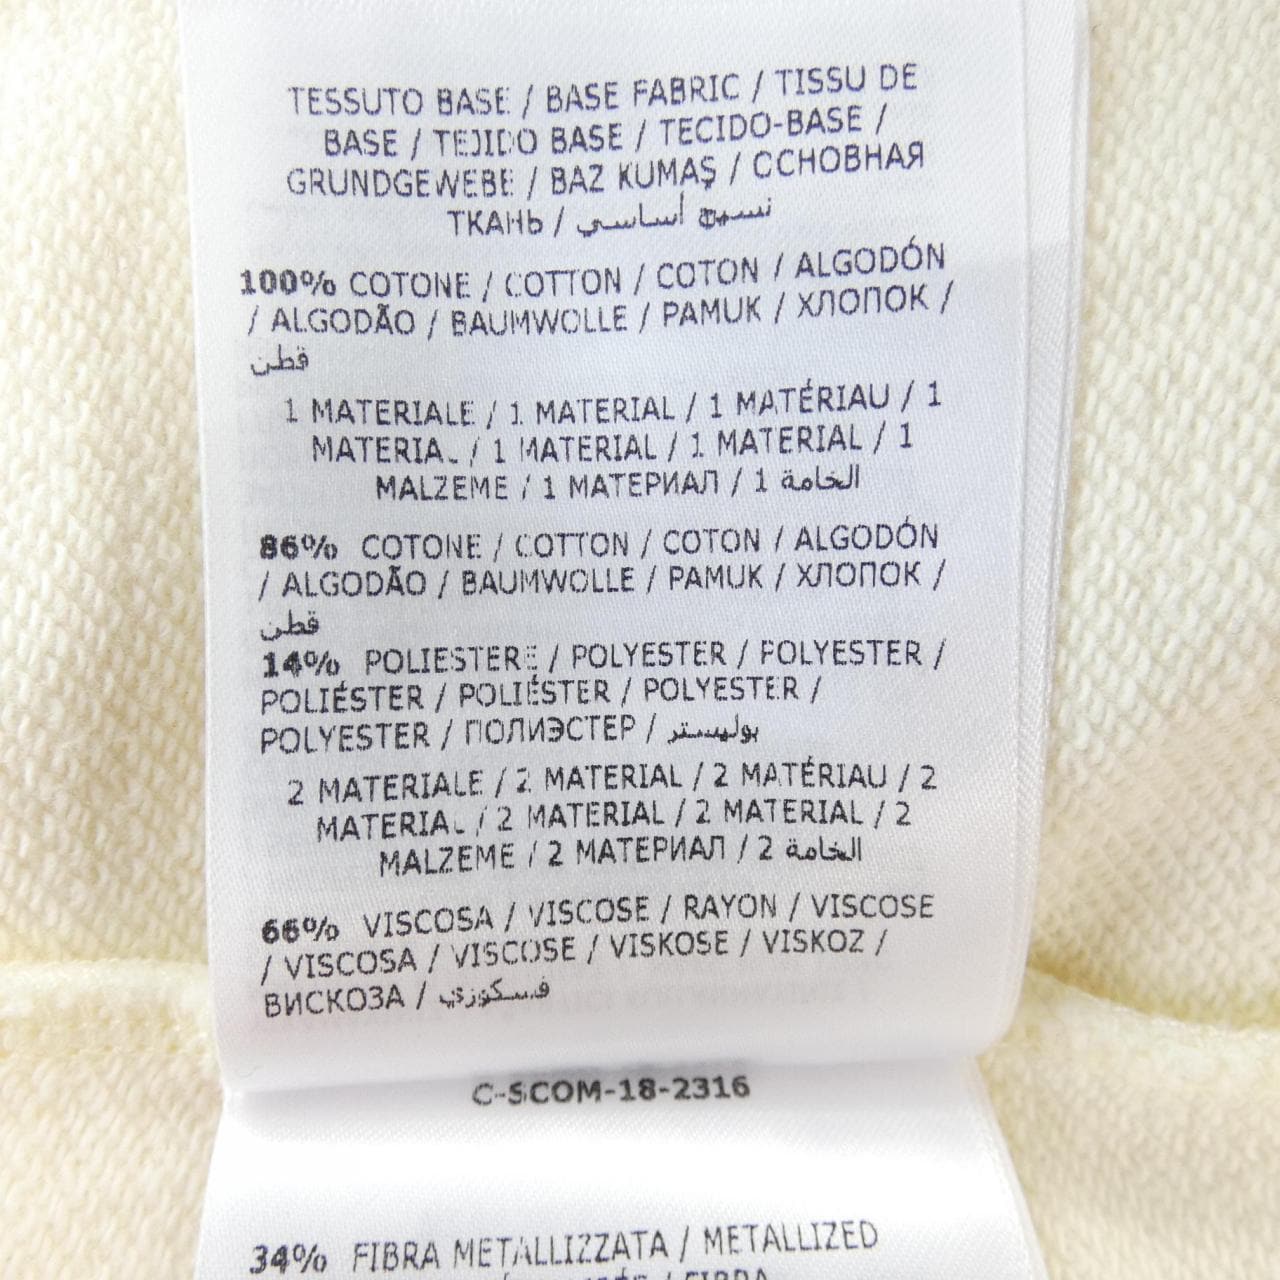 TESSUTO BASE / BASE FABRIC / TISSU DE
BASE / TEJIDO BASE / TECIDO-BASE /
GRUNDGEWEBE / BAZ KUMAŞ / ОСНОВНАЯ
ТКАНЬ / نسيج أساسي
100% COTONE / COTTON / COTON / ALGODÓN
/ ALGODÃO / BAUMWOLLE / PAMUK / ХЛОПОК /
قطن
1 MATERIALE / 1 MATERIAL / 1 MATÉRIAU / 1
MATERIAL / 1 MATERIAL / 1 MATERIAL / 1
MALZEME / 1 МАТЕРИАЛ / 1 الخامة
86% COTONE / COTTON / COTON / ALGODÓN
/ ALGODÃO / BAUMWOLLE / PAMUK / ХЛОПОК /
قطن
14% POLIESTERE / POLYESTER / POLYESTER /
POLIÉSTER / POLIÉSTER / POLYESTER /
POLYESTER / ПОЛИЭСТЕР / بوليستر
2 MATERIALE / 2 MATERIAL / 2 MATÉRIAU / 2
MATERIAL / 2 MATERIAL / 2 MATERIAL / 2
MALZEME / 2 МАТЕРИАЛ / 2 الخامة
66% VISCOSA / VISCOSE / RAYON / VISCOSE
/ VISCOSA / VISCOSE / VISKOSE / VISKOZ /
ВИСКОЗА / فسكوزي
C-SCOM-18-2316
34% FIBRA METALLIZZATA / METALLIZED
/ FIBRA